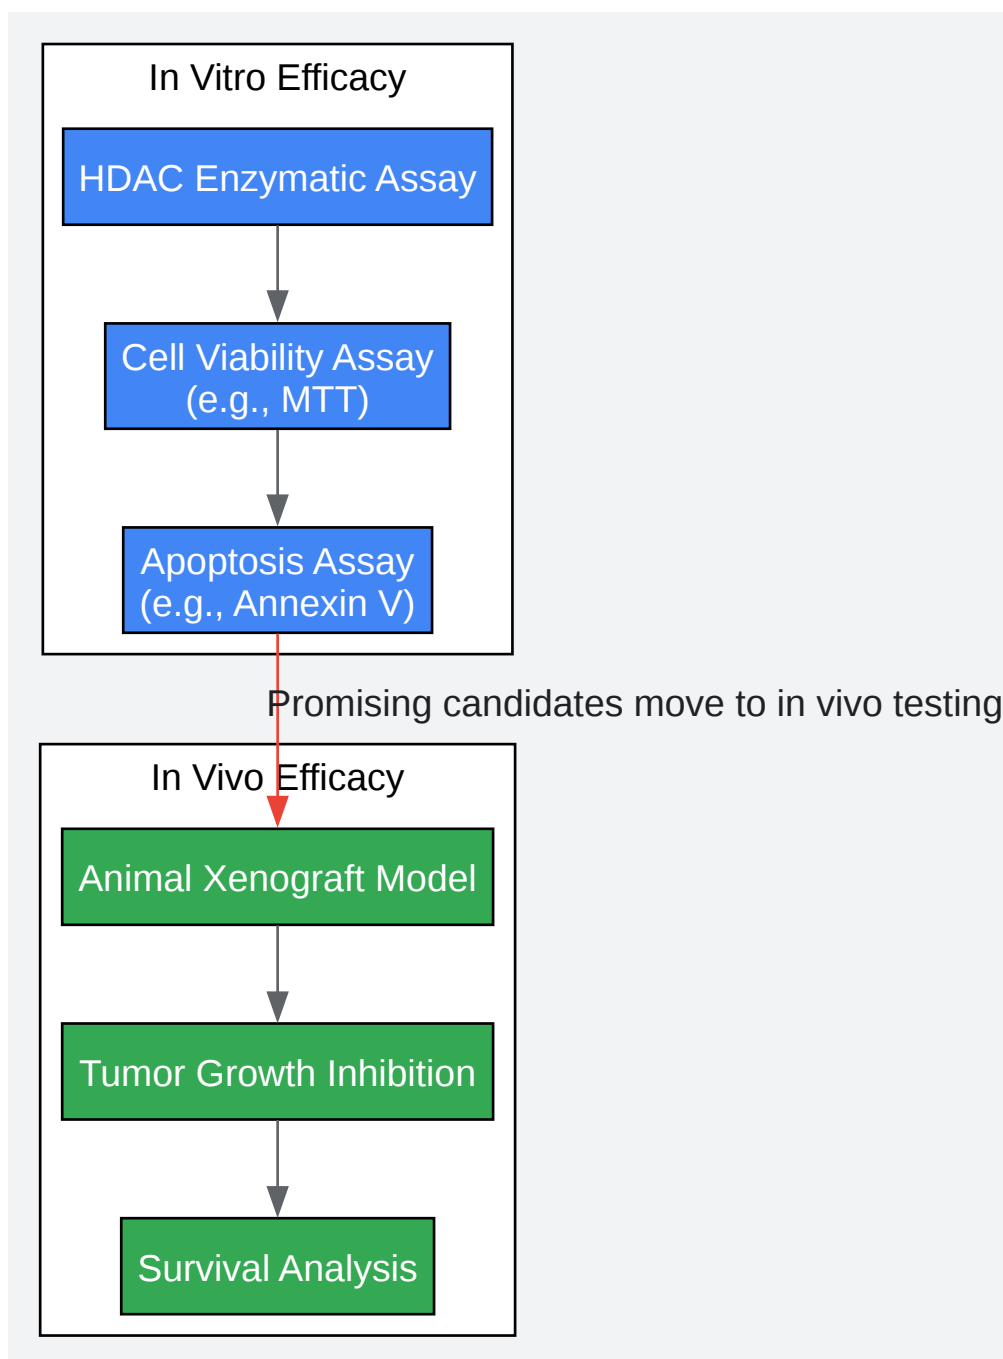 In Vitro Efficacy
HDAC Enzymatic Assay
Cell Viability Assay
(e.g., MTT)
Apoptosis Assay
(e.g., Annexin V)
Promising candidates move to in vivo testing
In Vivo Efficacy
Animal Xenograft Model
Tumor Growth Inhibition
Survival Analysis